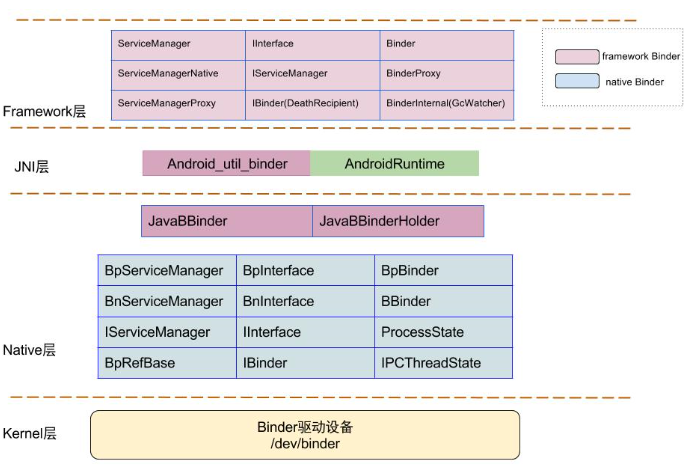 ServiceManager IInterface Binder
framework Binder
ServiceManagerNative IServiceManager BinderProxy
native Binder
ServiceManagerProxy IBinder(DeathRecipient) BinderInternal(GcWatcher)
Framework层
JNI层
Android_util_binder AndroidRuntime
JavaBBinder JavaBBinderHolder
BpServiceManager BpInterface BpBinder
BnServiceManager BnInterface BBinder
IServiceManager IInterface ProcessState
Native层
BpRefBase IBinder IPCThreadState
Kernel层
Binder驱动设备
/dev/binder